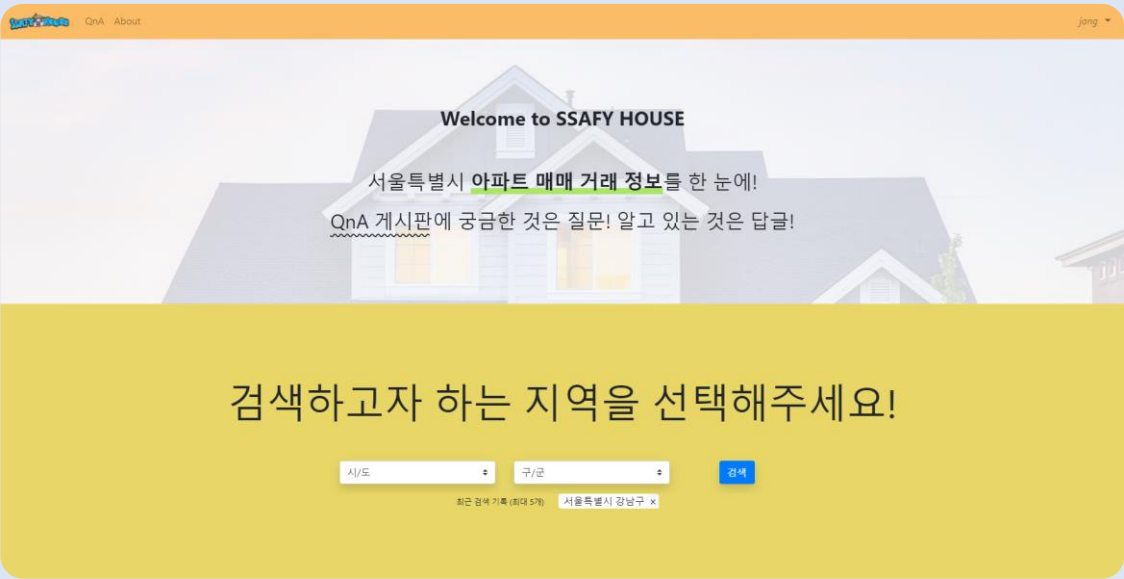 SSAFY HOUSE QnA About jang
Welcome to SSAFY HOUSE
서울특별시 아파트 매매 거래 정보를 한 눈에!
QnA 게시판에 궁금한 것은 질문! 알고 있는 것은 답글!
검색하고자 하는 지역을 선택해주세요!
시/도 구/군 검색
최근 검색 기록 (최대 5개) 서울특별시 강남구 ×